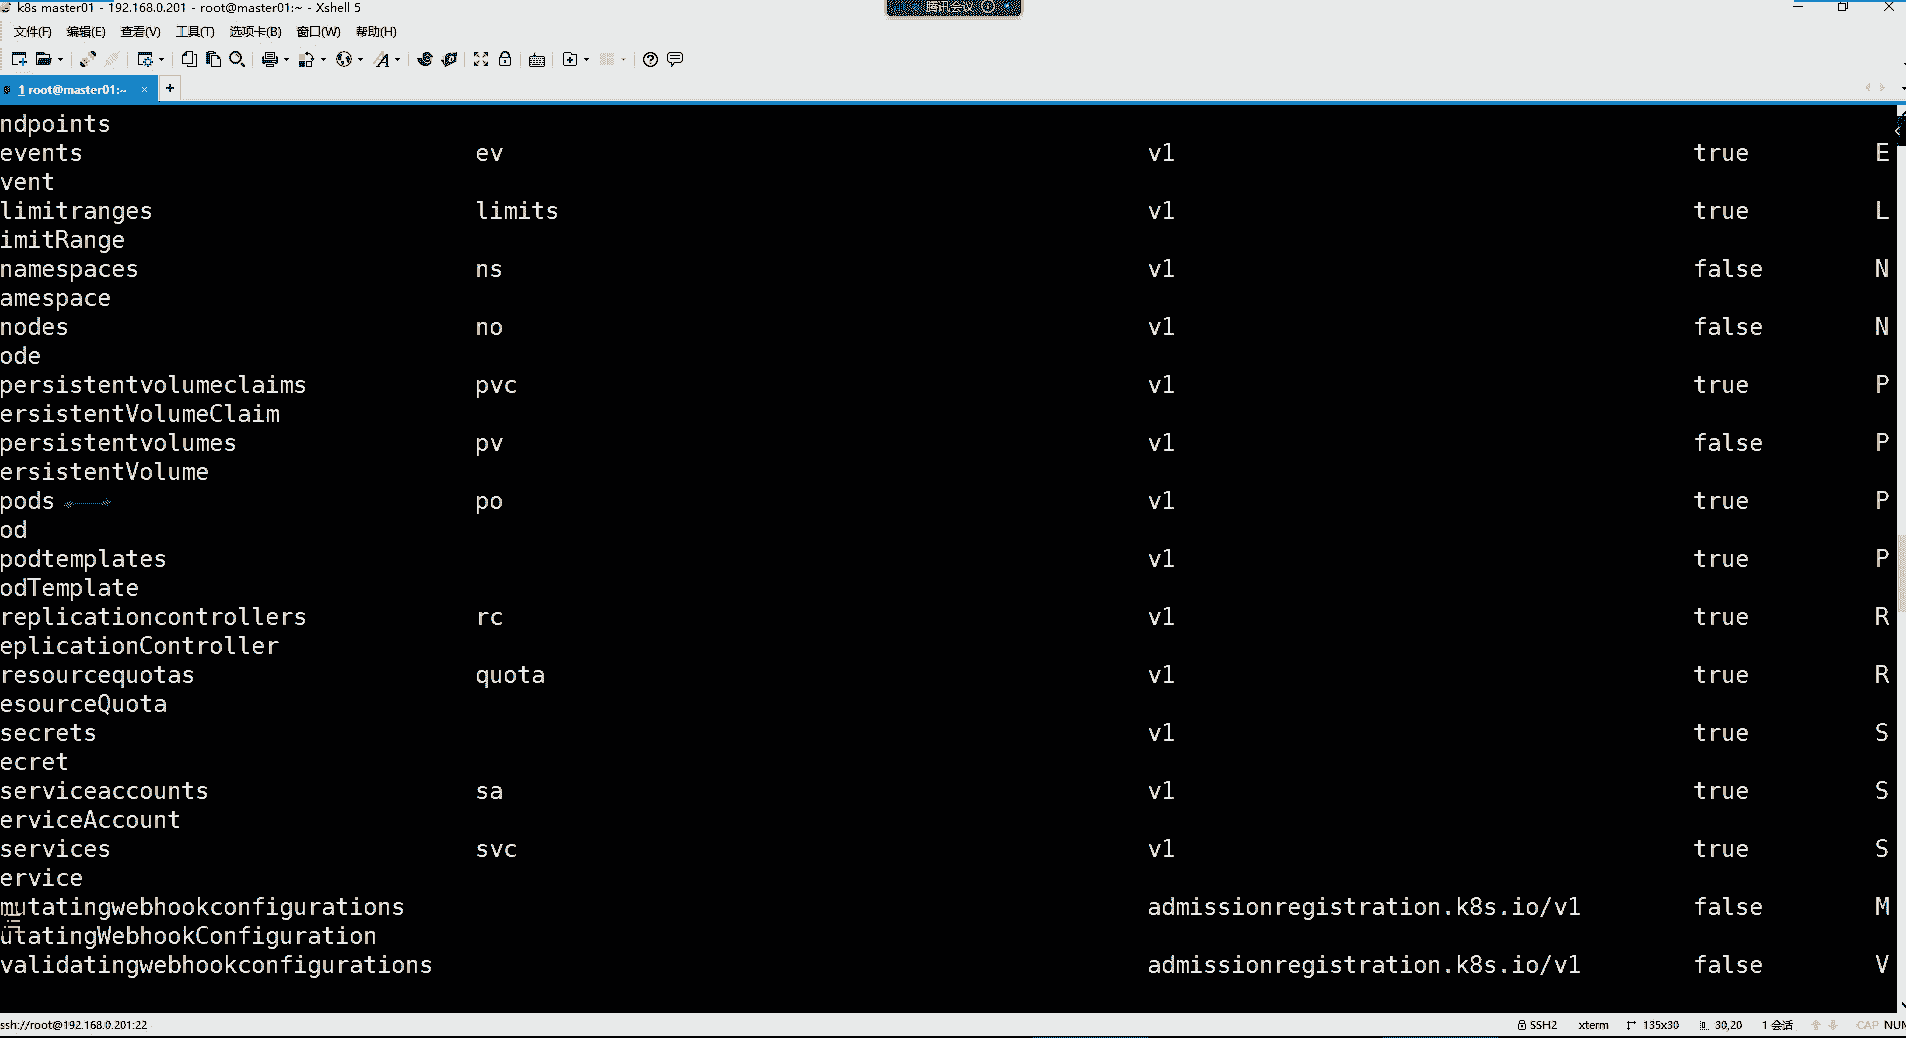 k8s master01 - 192.168.0.201 - root@master01:~ - Xshell 5
腾讯会议
文件(F) 编辑(E) 查看(V) 工具(T) 选项卡(B) 窗口(W) 帮助(H)
1 root@master01:~ × +
ndpoints
events ev v1 true E
vent
limitranges limits v1 true L
imitRange
namespaces ns v1 false N
amespace
nodes no v1 false N
ode
persistentvolumeclaims pvc v1 true P
ersistentVolumeClaim
persistentvolumes pv v1 false P
ersistentVolume
pods po v1 true P
od
podtemplates v1 true P
odTemplate
replicationcontrollers rc v1 true R
eplicationController
resourcequotas quota v1 true R
esourceQuota
secrets v1 true S
ecret
serviceaccounts sa v1 true S
erviceAccount
services svc v1 true S
ervice
mutatingwebhookconfigurations admissionregistration.k8s.io/v1 false M
utatingWebhookConfiguration
validatingwebhookconfigurations admissionregistration.k8s.io/v1 false V
ssh://root@192.168.0.201:22 SSH2 xterm 135x30 30,20 1 会话 CAP NUM